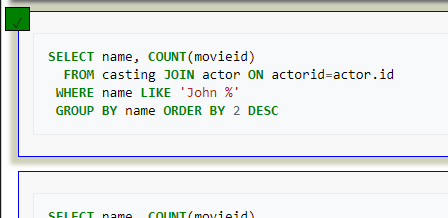 SELECT name, COUNT(movieid)
FROM casting JOIN actor ON actorid=actor.id
WHERE name LIKE 'John %'
GROUP BY name ORDER BY 2 DESC
SELECT name, COUNT(movieid)